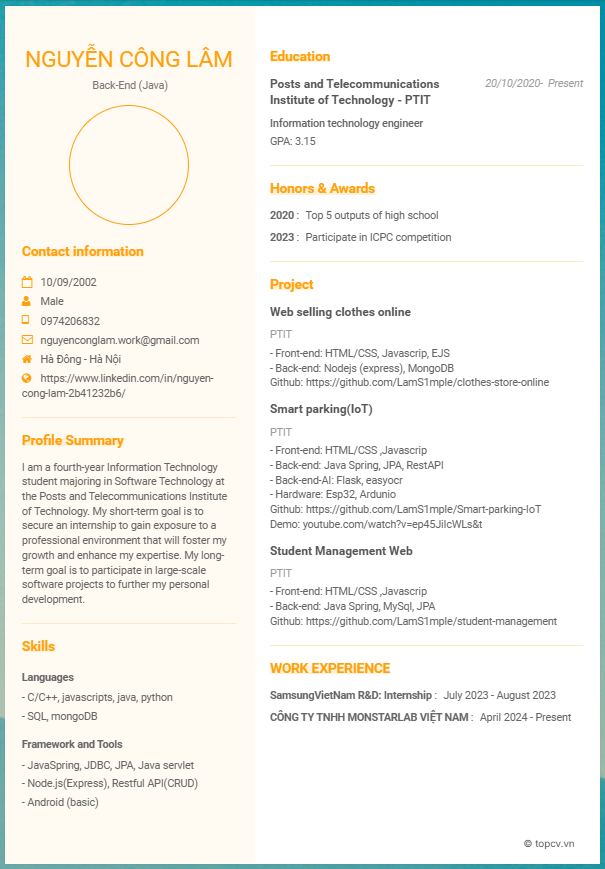 NGUYỄN CÔNG LÂM
Back-End (Java)
Contact information
10/09/2002
Male
0974206832
nguyenconglam.work@gmail.com
Hà Đông - Hà Nội
https://www.linkedin.com/in/nguyen-
cong-lam-2b41232b6/
Profile Summary
I am a fourth-year Information Technology
student majoring in Software Technology at
the Posts and Telecommunications Institute
of Technology. My short-term goal is to
secure an internship to gain exposure to a
professional environment that will foster my
growth and enhance my expertise. My long-
term goal is to participate in large-scale
software projects to further my personal
development.
Skills
Languages
- C/C++, javascripts, java, python
- SQL, mongoDB
Framework and Tools
- JavaSpring, JDBC, JPA, Java servlet
- Node.js(Express), Restful API(CRUD)
- Android (basic)
Education
Posts and Telecommunications 20/10/2020- Present
Institute of Technology - PTIT
Information technology engineer
GPA: 3.15
Honors & Awards
2020 : Top 5 outputs of high school
2023 : Participate in ICPC competition
Project
Web selling clothes online
PTIT
- Front-end: HTML/CSS, Javascrip, EJS
- Back-end: Nodejs (express), MongoDB
Github: https://github.com/LamS1mple/clothes-store-online
Smart parking(IoT)
PTIT
- Front-end: HTML/CSS ,Javascrip
- Back-end: Java Spring, JPA, RestAPI
- Back-end-AI: Flask, easyocr
- Hardware: Esp32, Ardunio
Github: https://github.com/LamS1mple/Smart-parking-IoT
Demo: youtube.com/watch?v=ep45JilcWLs&t
Student Management Web
PTIT
- Front-end: HTML/CSS ,Javascrip
- Back-end: Java Spring, MySql, JPA
Github: https://github.com/LamS1mple/student-management
WORK EXPERIENCE
SamsungVietNam R&D: Internship : July 2023 - August 2023
CÔNG TY TNHH MONSTARLAB VIỆT NAM : April 2024 - Present
© topcv.vn